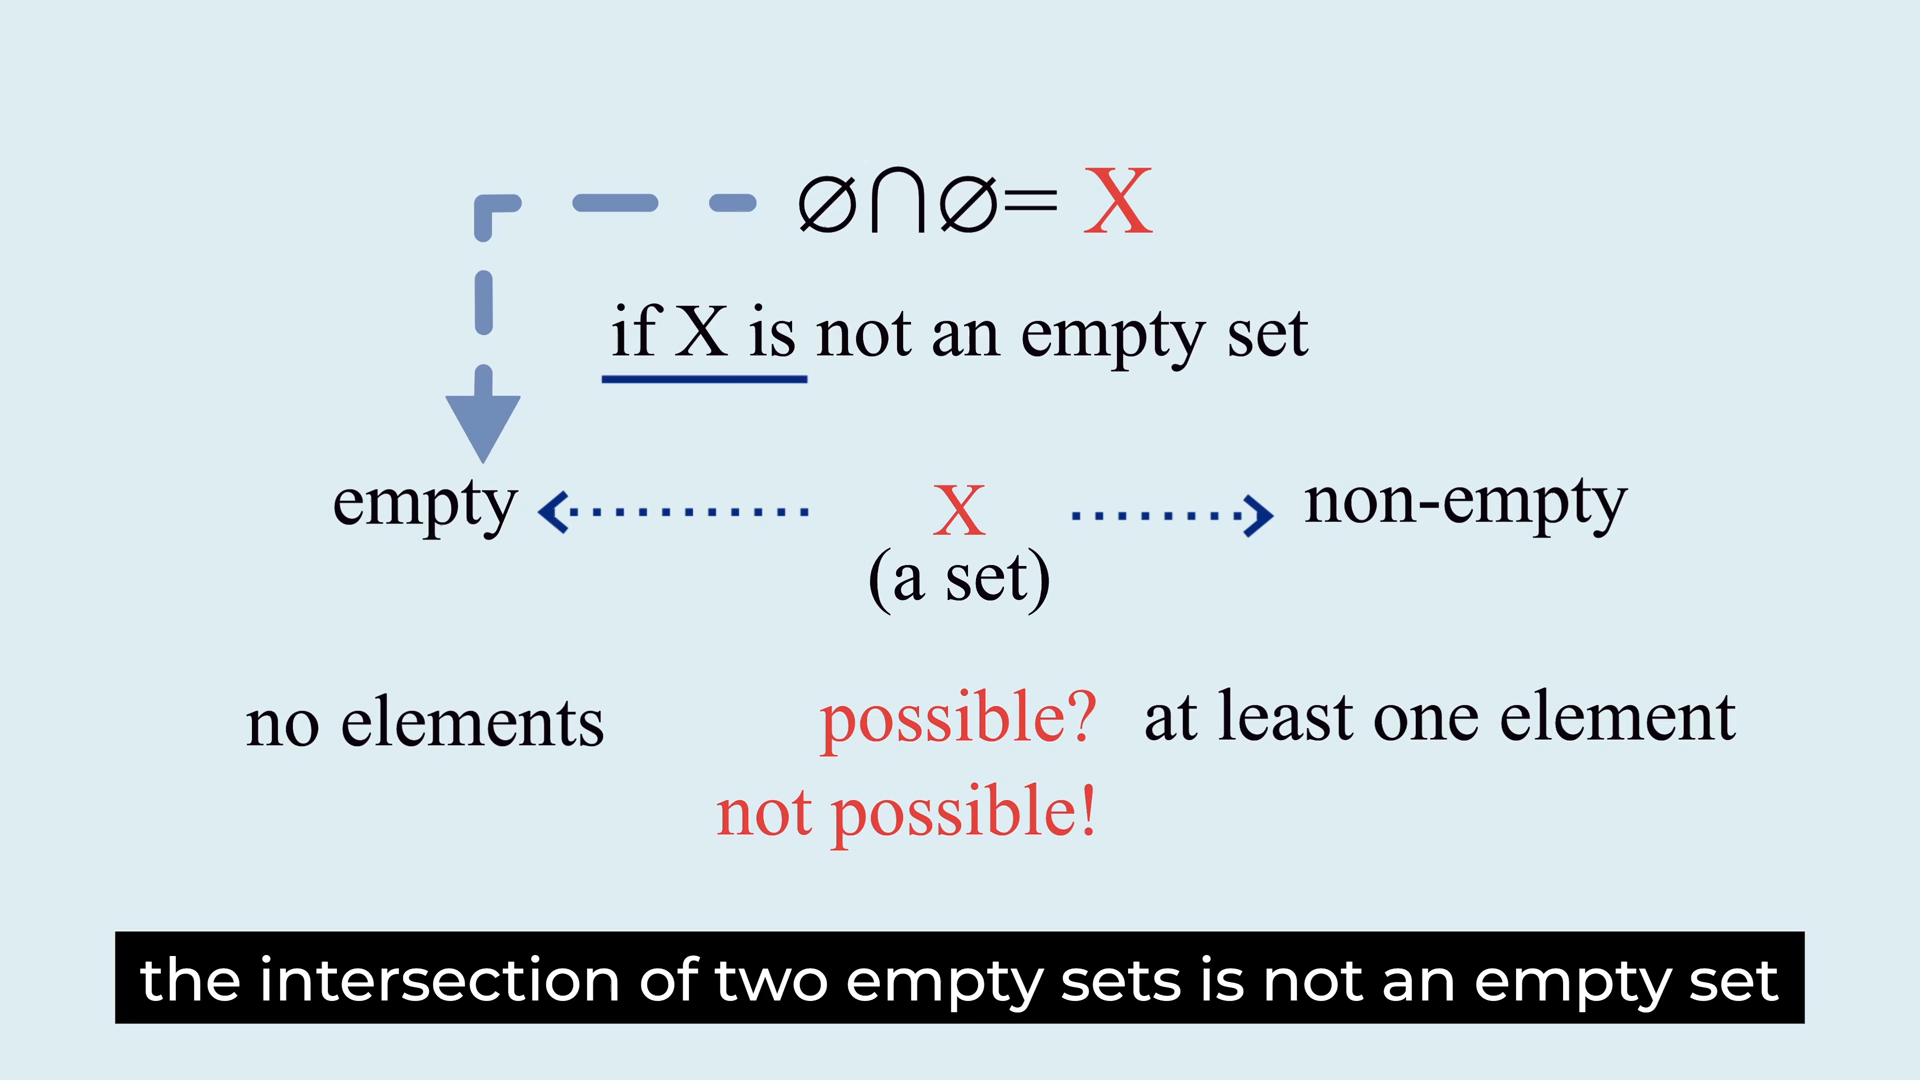 ∅∩∅= X
if X is not an empty set
empty X non-empty
(a set)
no elements possible? at least one element
not possible!
the intersection of two empty sets is not an empty set